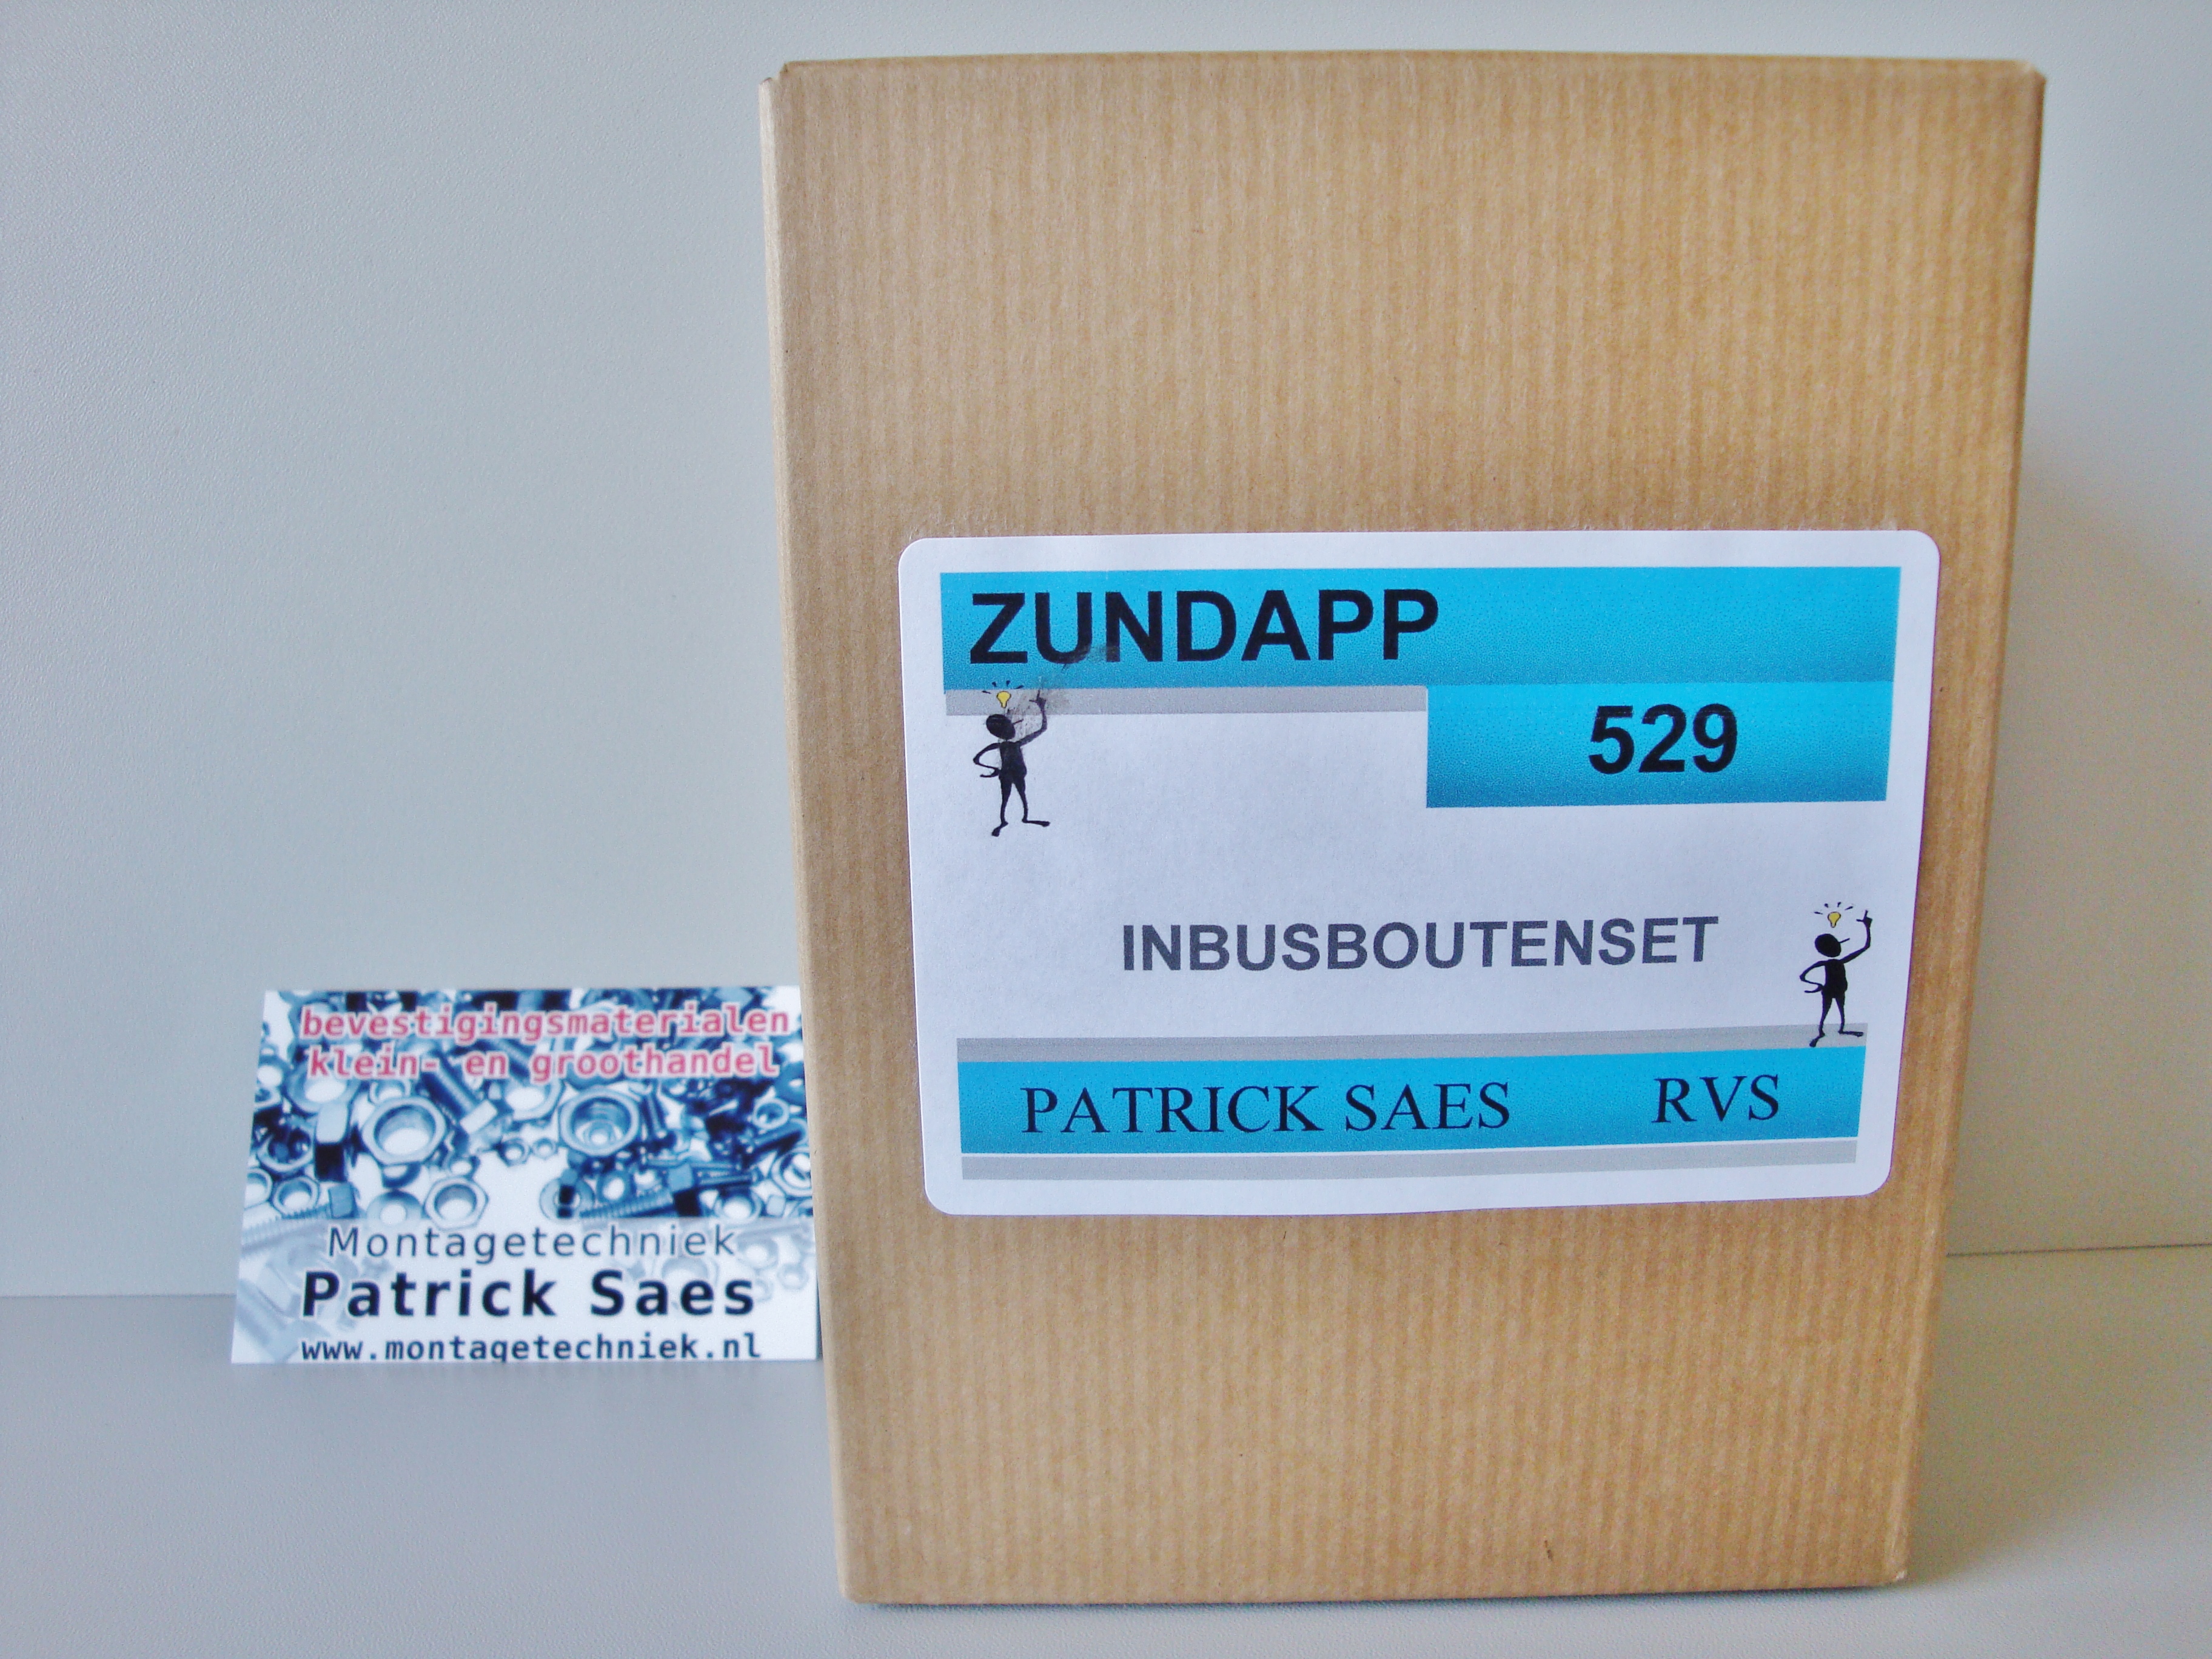 ZUNDAPP
529
INBUSBOUTENSET
PATRICK SAES RVS
bevestigingsmaterialen
klein- en groothandel
Montagetechniek
Patrick Saes
www.montagetechniek.nl